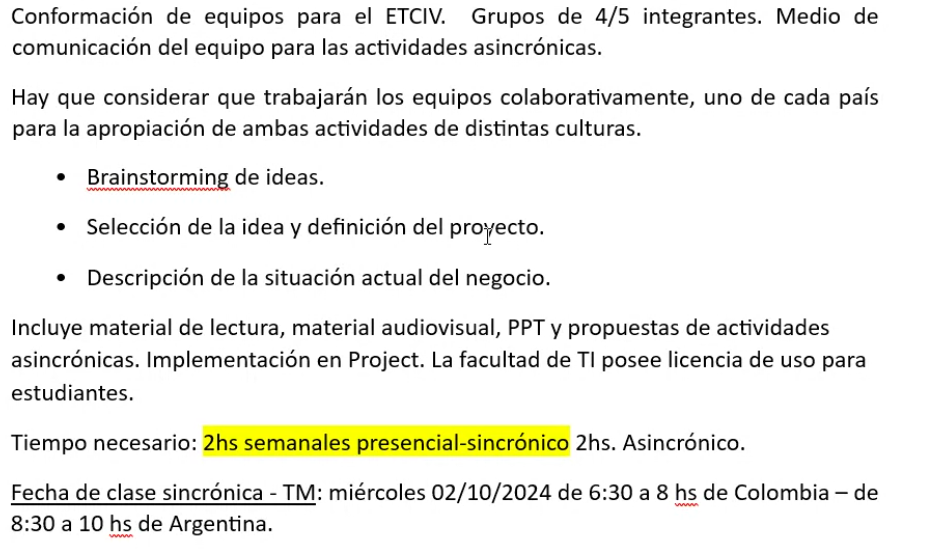 Conformación de equipos para el ETCIV. Grupos de 4/5 integrantes. Medio de
comunicación del equipo para las actividades asincrónicas.
Hay que considerar que trabajarán los equipos colaborativamente, uno de cada país
para la apropiación de ambas actividades de distintas culturas.
• Brainstorming de ideas.
• Selección de la idea y definición del proyecto.
• Descripción de la situación actual del negocio.
Incluye material de lectura, material audiovisual, PPT y propuestas de actividades
asincrónicas. Implementación en Project. La facultad de TI posee licencia de uso para
estudiantes.
Tiempo necesario: 2hs semanales presencial-sincrónico 2hs. Asincrónico.
Fecha de clase sincrónica - TM: miércoles 02/10/2024 de 6:30 a 8 hs de Colombia – de
8:30 a 10 hs de Argentina.